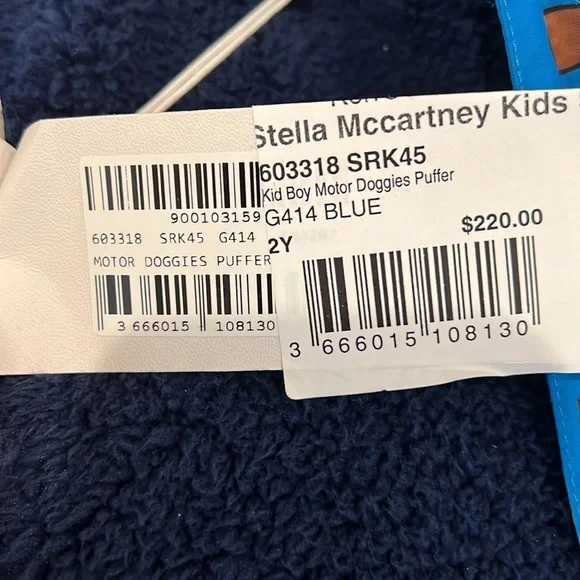 Stella Mccartney Kids
603318 SRK45
Kid Boy Motor Doggies Puffer
G414 BLUE
2Y
$220.00
3 666015 108130
900103159
603318 SRK45 G414
MOTOR DOGGIES PUFFER
3 666015 108130